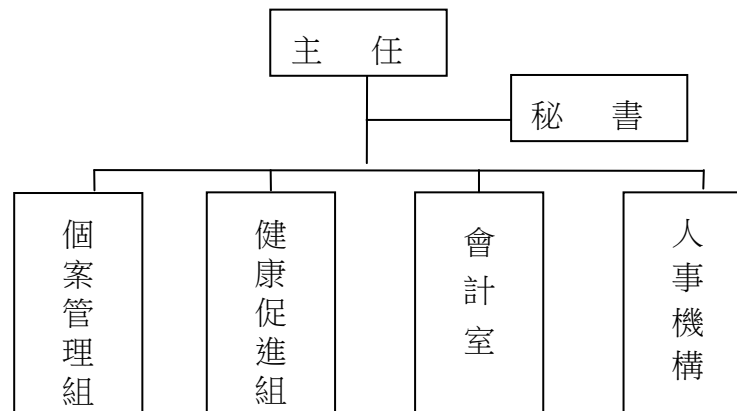 主　任
秘　書
個案管理組
健康促進組
會計室
人事機構